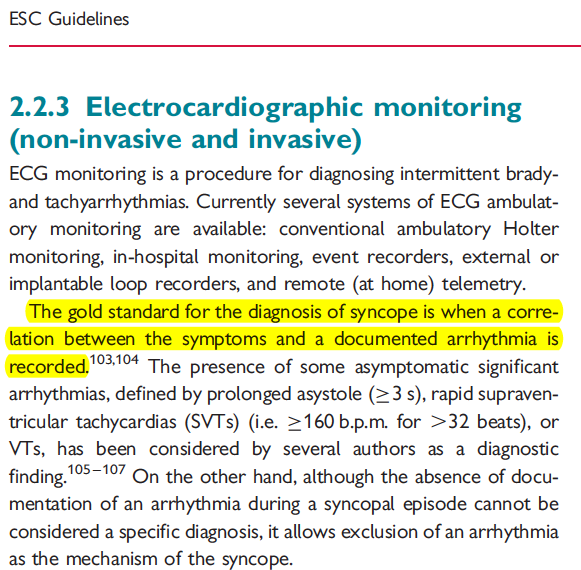 ESC Guidelines
2.2.3 Electrocardiographic monitoring
(non-invasive and invasive)
ECG monitoring is a procedure for diagnosing intermittent brady-
and tachyarrhythmias. Currently several systems of ECG ambulat-
ory monitoring are available: conventional ambulatory Holter
monitoring, in-hospital monitoring, event recorders, external or
implantable loop recorders, and remote (at home) telemetry.
The gold standard for the diagnosis of syncope is when a corre-
lation between the symptoms and a documented arrhythmia is
recorded.103,104 The presence of some asymptomatic significant
arrhythmias, defined by prolonged asystole (≥3 s), rapid supraven-
tricular tachycardias (SVTs) (i.e. ≥160 b.p.m. for >32 beats), or
VTs, has been considered by several authors as a diagnostic
finding.105–107 On the other hand, although the absence of docu-
mentation of an arrhythmia during a syncopal episode cannot be
considered a specific diagnosis, it allows exclusion of an arrhythmia
as the mechanism of the syncope.